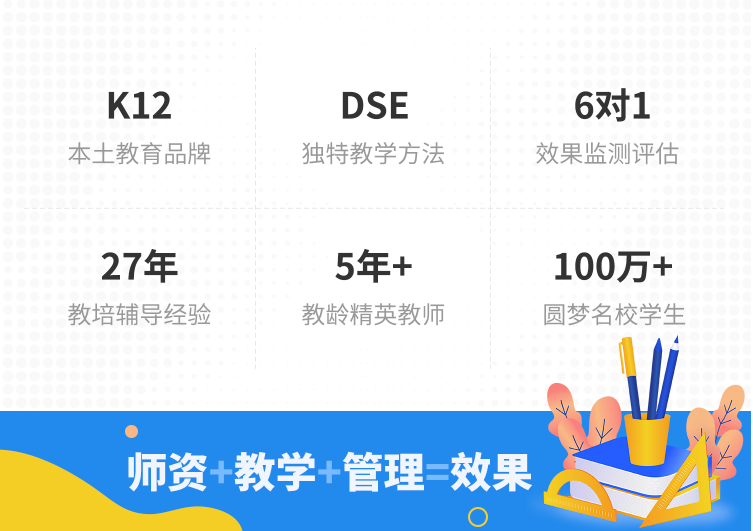 K12 DSE 6对1
本土教育品牌 独特教学方法 效果监测评估
27年 5年+ 100万+
教培辅导经验 教龄精英教师 圆梦名校学生
师资+教学+管理=效果